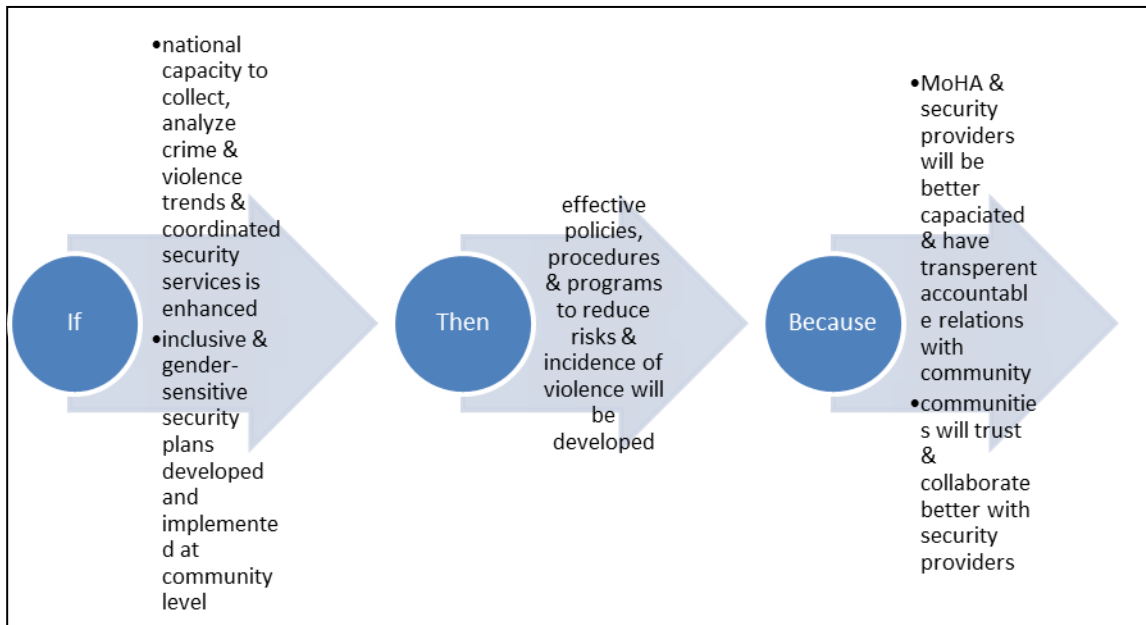 If
•national
capacity to
collect,
analyze
crime &
violence
trends &
coordinated
security
services is
enhanced
•inclusive &
gender-
sensitive
security
plans
developed
and
implemente
d at
community
level
Then
effective
policies,
procedures
& programs
to reduce
risks &
incidence of
violence will
be
developed
Because
•MoHA &
security
providers
will be
better
capaciated
& have
transperent
accountabl
e relations
with
community
•communitie
s will trust
&
collaborate
better with
security
providers